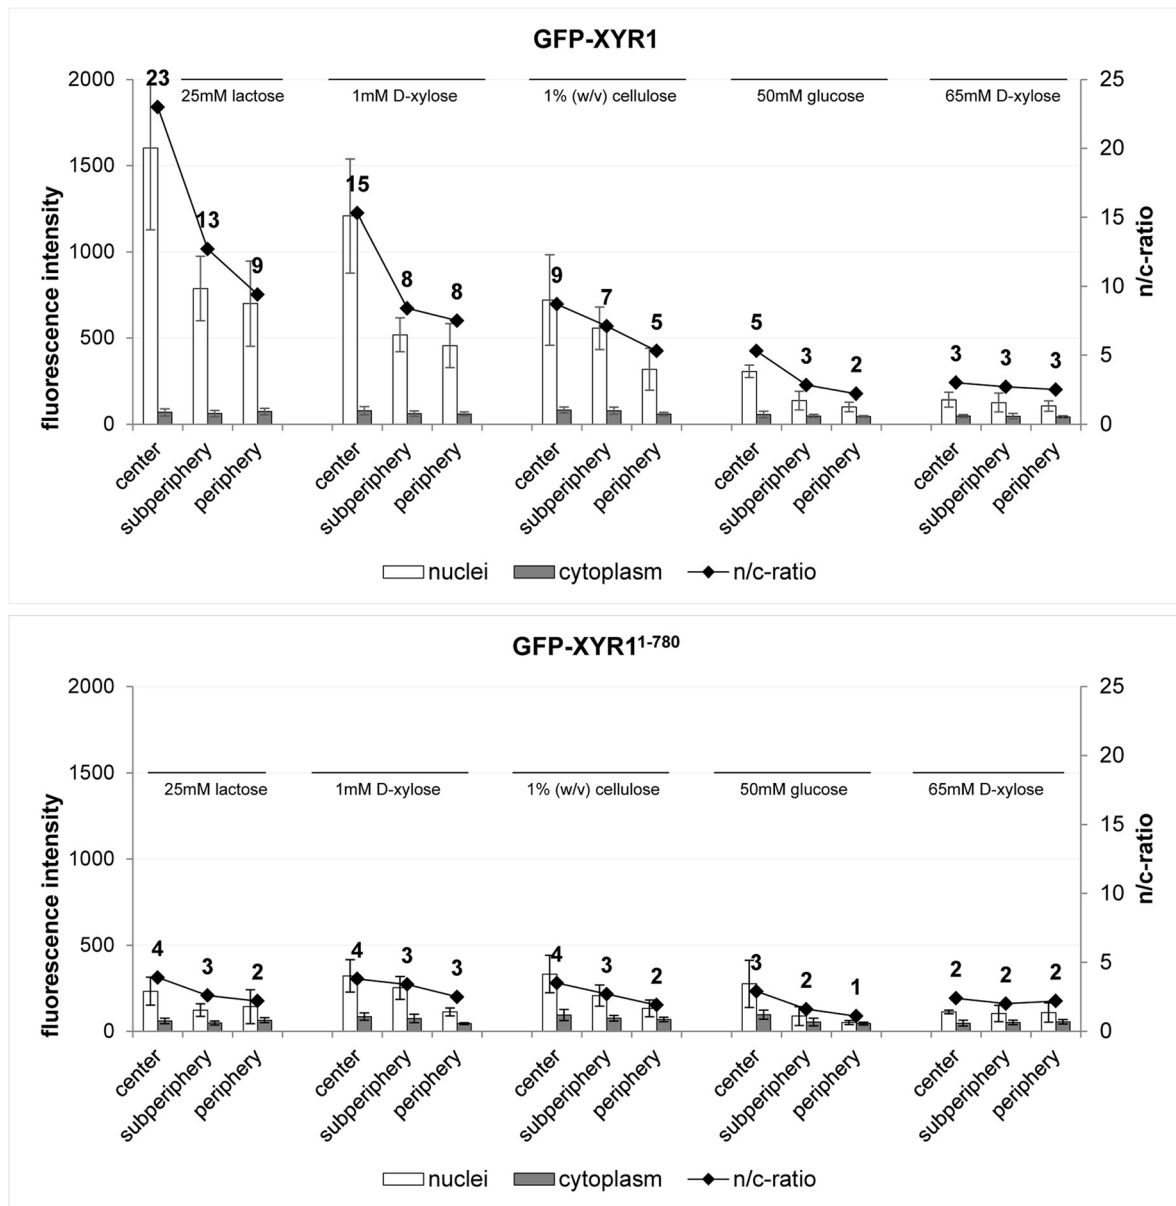 GFP-XYR1
fluorescence intensity
2000
1500
1000
500
0
25mM lactose
1mM D-xylose
1% (w/v) cellulose
50mM glucose
65mM D-xylose
23
13
9
15
8
8
9
7
5
5
3
2
3
3
3
25
20
15
10
5
0
n/c-ratio
center
subperiphery
periphery
center
subperiphery
periphery
center
subperiphery
periphery
center
subperiphery
periphery
center
subperiphery
periphery
nuclei cytoplasm n/c-ratio
GFP-XYR1¹⁻⁷⁸⁰
fluorescence intensity
2000
1500
1000
500
0
25mM lactose
1mM D-xylose
1% (w/v) cellulose
50mM glucose
65mM D-xylose
4
3
2
4
3
3
4
3
2
3
2
1
2
2
2
25
20
15
10
5
0
n/c-ratio
center
subperiphery
periphery
center
subperiphery
periphery
center
subperiphery
periphery
center
subperiphery
periphery
center
subperiphery
periphery
nuclei cytoplasm n/c-ratio